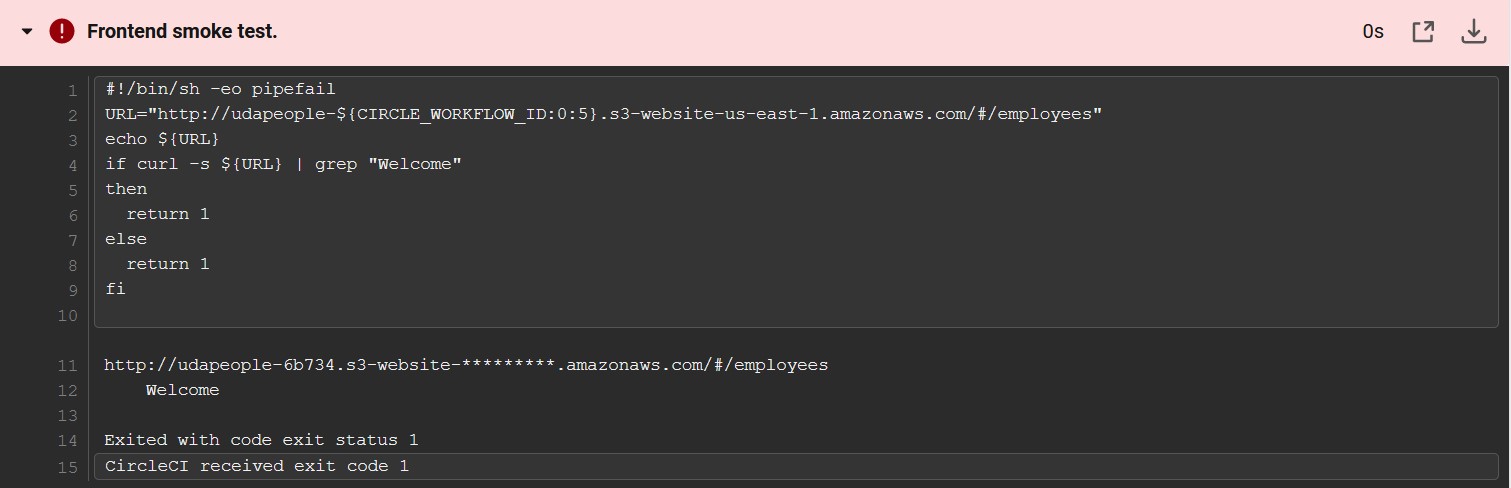 Frontend smoke test.
0s
1 #!/bin/sh -eo pipefail
2 URL="http://udapeople-${CIRCLE_WORKFLOW_ID:0:5}.s3-website-us-east-1.amazonaws.com/#/employees"
3 echo ${URL}
4 if curl -s ${URL} | grep "Welcome"
5 then
6   return 1
7 else
8   return 1
9 fi
10
11 http://udapeople-6b734.s3-website-*********.amazonaws.com/#/employees
12     Welcome
13
14 Exited with code exit status 1
15 CircleCI received exit code 1